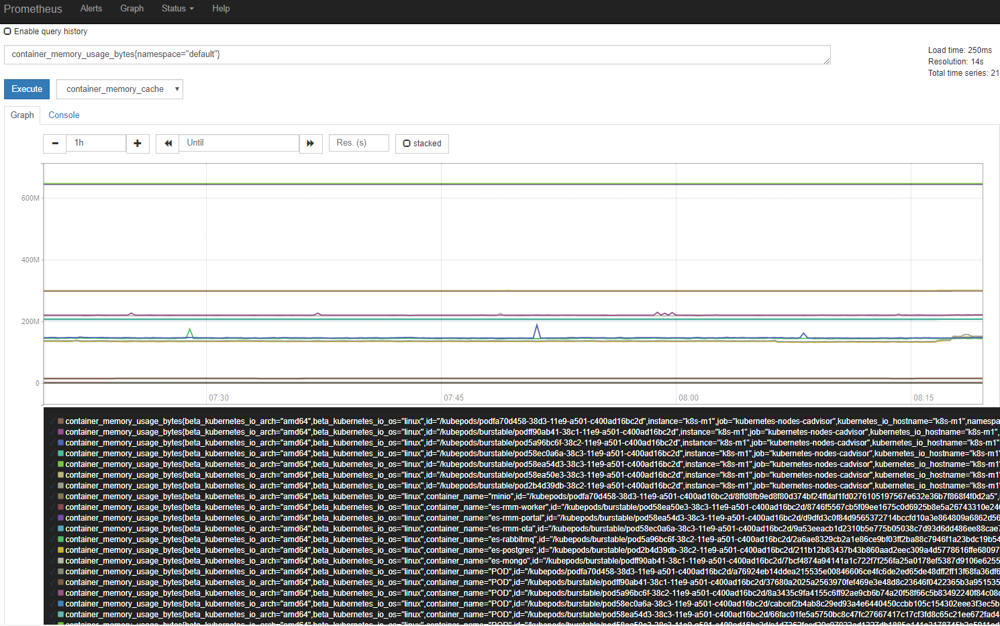 Prometheus Alerts Graph Status Help
Enable query history
container_memory_usage_bytes{namespace="default"}
Load time: 250ms
Resolution: 14s
Total time series: 21
Execute container_memory_cache
Graph Console
1h Until Res. (s) stacked
600M
400M
200M
0
07:30 07:45 08:00 08:15
container_memory_usage_bytes{beta_kubernetes_io_arch="amd64",beta_kubernetes_io_os="linux",id="/kubepods/podfa70d458-38d3-11e9-a501-c400ad16bc2d",instance="k8s-m1",job="kubernetes-nodes-cadvisor",kubernetes_io_hostname="k8s-m1",namespa
container_memory_usage_bytes{beta_kubernetes_io_arch="amd64",beta_kubernetes_io_os="linux",id="/kubepods/burstable/podff90ab41-38c1-11e9-a501-c400ad16bc2d",instance="k8s-m1",job="kubernetes-nodes-cadvisor",kubernetes_io_hostname="k8s-m1",
container_memory_usage_bytes{beta_kubernetes_io_arch="amd64",beta_kubernetes_io_os="linux",id="/kubepods/burstable/pod5a96bc6f-38c2-11e9-a501-c400ad16bc2d",instance="k8s-m1",job="kubernetes-nodes-cadvisor",kubernetes_io_hostname="k8s-m1"
container_memory_usage_bytes{beta_kubernetes_io_arch="amd64",beta_kubernetes_io_os="linux",id="/kubepods/burstable/pod58ec0a6a-38c3-11e9-a501-c400ad16bc2d",instance="k8s-m1",job="kubernetes-nodes-cadvisor",kubernetes_io_hostname="k8s-m1"
container_memory_usage_bytes{beta_kubernetes_io_arch="amd64",beta_kubernetes_io_os="linux",id="/kubepods/burstable/pod58ea54d3-38c3-11e9-a501-c400ad16bc2d",instance="k8s-m1",job="kubernetes-nodes-cadvisor",kubernetes_io_hostname="k8s-m1"
container_memory_usage_bytes{beta_kubernetes_io_arch="amd64",beta_kubernetes_io_os="linux",id="/kubepods/burstable/pod58ea50e3-38c3-11e9-a501-c400ad16bc2d",instance="k8s-m1",job="kubernetes-nodes-cadvisor",kubernetes_io_hostname="k8s-m1"
container_memory_usage_bytes{beta_kubernetes_io_arch="amd64",beta_kubernetes_io_os="linux",id="/kubepods/burstable/pod2b4d39db-38c2-11e9-a501-c400ad16bc2d",instance="k8s-m1",job="kubernetes-nodes-cadvisor",kubernetes_io_hostname="k8s-m1"
container_memory_usage_bytes{beta_kubernetes_io_arch="amd64",beta_kubernetes_io_os="linux",container_name="minio",id="/kubepods/podfa70d458-38d3-11e9-a501-c400ad16bc2d/8ffd8fb9ed8f80d374bf24ffdaf1fd0276105197567e632e36b7f868f4f0d2a5",
container_memory_usage_bytes{beta_kubernetes_io_arch="amd64",beta_kubernetes_io_os="linux",container_name="es-rmm-worker",id="/kubepods/burstable/pod58ea50e3-38c3-11e9-a501-c400ad16bc2d/8746f5567cb5f09ee1675c0d6925b8e5a26743310e240
container_memory_usage_bytes{beta_kubernetes_io_arch="amd64",beta_kubernetes_io_os="linux",container_name="es-rmm-portal",id="/kubepods/burstable/pod58ea54d3-38c3-11e9-a501-c400ad16bc2d/d9dfd3c0f84d9565372714bccfd10a3e864809a6862d56
container_memory_usage_bytes{beta_kubernetes_io_arch="amd64",beta_kubernetes_io_os="linux",container_name="es-rmm-ota",id="/kubepods/burstable/pod58ec0a6a-38c3-11e9-a501-c400ad16bc2d/9a53eeacb1d2310b5e775b05038c7d93d6dd486ee88cae7
container_memory_usage_bytes{beta_kubernetes_io_arch="amd64",beta_kubernetes_io_os="linux",container_name="es-rabbitmq",id="/kubepods/burstable/pod5a96bc6f-38c2-11e9-a501-c400ad16bc2d/2a6ae8329cb2a1e86ce9bf03ff2ba88c7946f1a23bdc19b54
container_memory_usage_bytes{beta_kubernetes_io_arch="amd64",beta_kubernetes_io_os="linux",container_name="es-postgres",id="/kubepods/burstable/pod2b4d39db-38c2-11e9-a501-c400ad16bc2d/211b12b83437b43b860aad2eec309a4d5778616ffe68097
container_memory_usage_bytes{beta_kubernetes_io_arch="amd64",beta_kubernetes_io_os="linux",container_name="es-mongo",id="/kubepods/burstable/podff90ab41-38c1-11e9-a501-c400ad16bc2d/7bcf4874a94141a1c722f7f256fa25a0178ef5387d9106e6255
container_memory_usage_bytes{beta_kubernetes_io_arch="amd64",beta_kubernetes_io_os="linux",container_name="POD",id="/kubepods/podfa70d458-38d3-11e9-a501-c400ad16bc2d/a76924eb14ddea215535e00846606ce4fc6de2ed65de48dff2ff13f68fa36df6
container_memory_usage_bytes{beta_kubernetes_io_arch="amd64",beta_kubernetes_io_os="linux",container_name="POD",id="/kubepods/burstable/podff90ab41-38c1-11e9-a501-c400ad16bc2d/37680a2025a2563970fef469e3e48d8c23646f0422365b3a951535
container_memory_usage_bytes{beta_kubernetes_io_arch="amd64",beta_kubernetes_io_os="linux",container_name="POD",id="/kubepods/burstable/pod5a96bc6f-38c2-11e9-a501-c400ad16bc2d/8a3435c9fa4155c6ff92ae9cb6b74a20f58f66c5b83492240f84c08c
container_memory_usage_bytes{beta_kubernetes_io_arch="amd64",beta_kubernetes_io_os="linux",container_name="POD",id="/kubepods/burstable/pod58ec0a6a-38c3-11e9-a501-c400ad16bc2d/cabcef2b4ab8c29ed93a4e6440450ccbb105c154302eee3f3ec5b
container_memory_usage_bytes{beta_kubernetes_io_arch="amd64",beta_kubernetes_io_os="linux",container_name="POD",id="/kubepods/burstable/pod58ea54d3-38c3-11e9-a501-c400ad16bc2d/66fac01fe5a5750bc8c47fc27667417c17cf3fd8c65c21ee672fad4